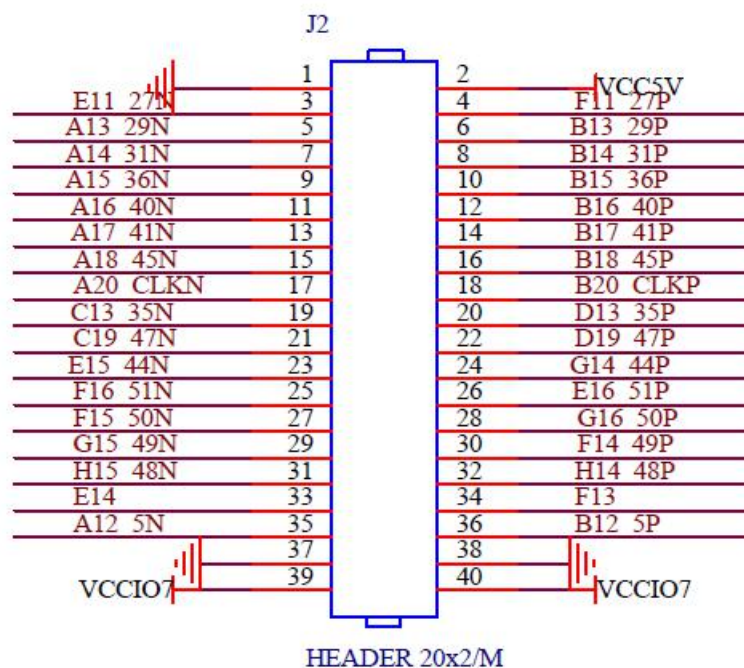 J2
1 2 VCC5V
E11 27N 3 4 F11 27P
A13 29N 5 6 B13 29P
A14 31N 7 8 B14 31P
A15 36N 9 10 B15 36P
A16 40N 11 12 B16 40P
A17 41N 13 14 B17 41P
A18 45N 15 16 B18 45P
A20 CLKN 17 18 B20 CLKP
C13 35N 19 20 D13 35P
C19 47N 21 22 D19 47P
E15 44N 23 24 G14 44P
F16 51N 25 26 E16 51P
F15 50N 27 28 G16 50P
G15 49N 29 30 F14 49P
H15 48N 31 32 H14 48P
E14 33 34 F13
A12 5N 35 36 B12 5P
37 38
VCCIO7 39 40 VCCIO7
HEADER 20x2/M